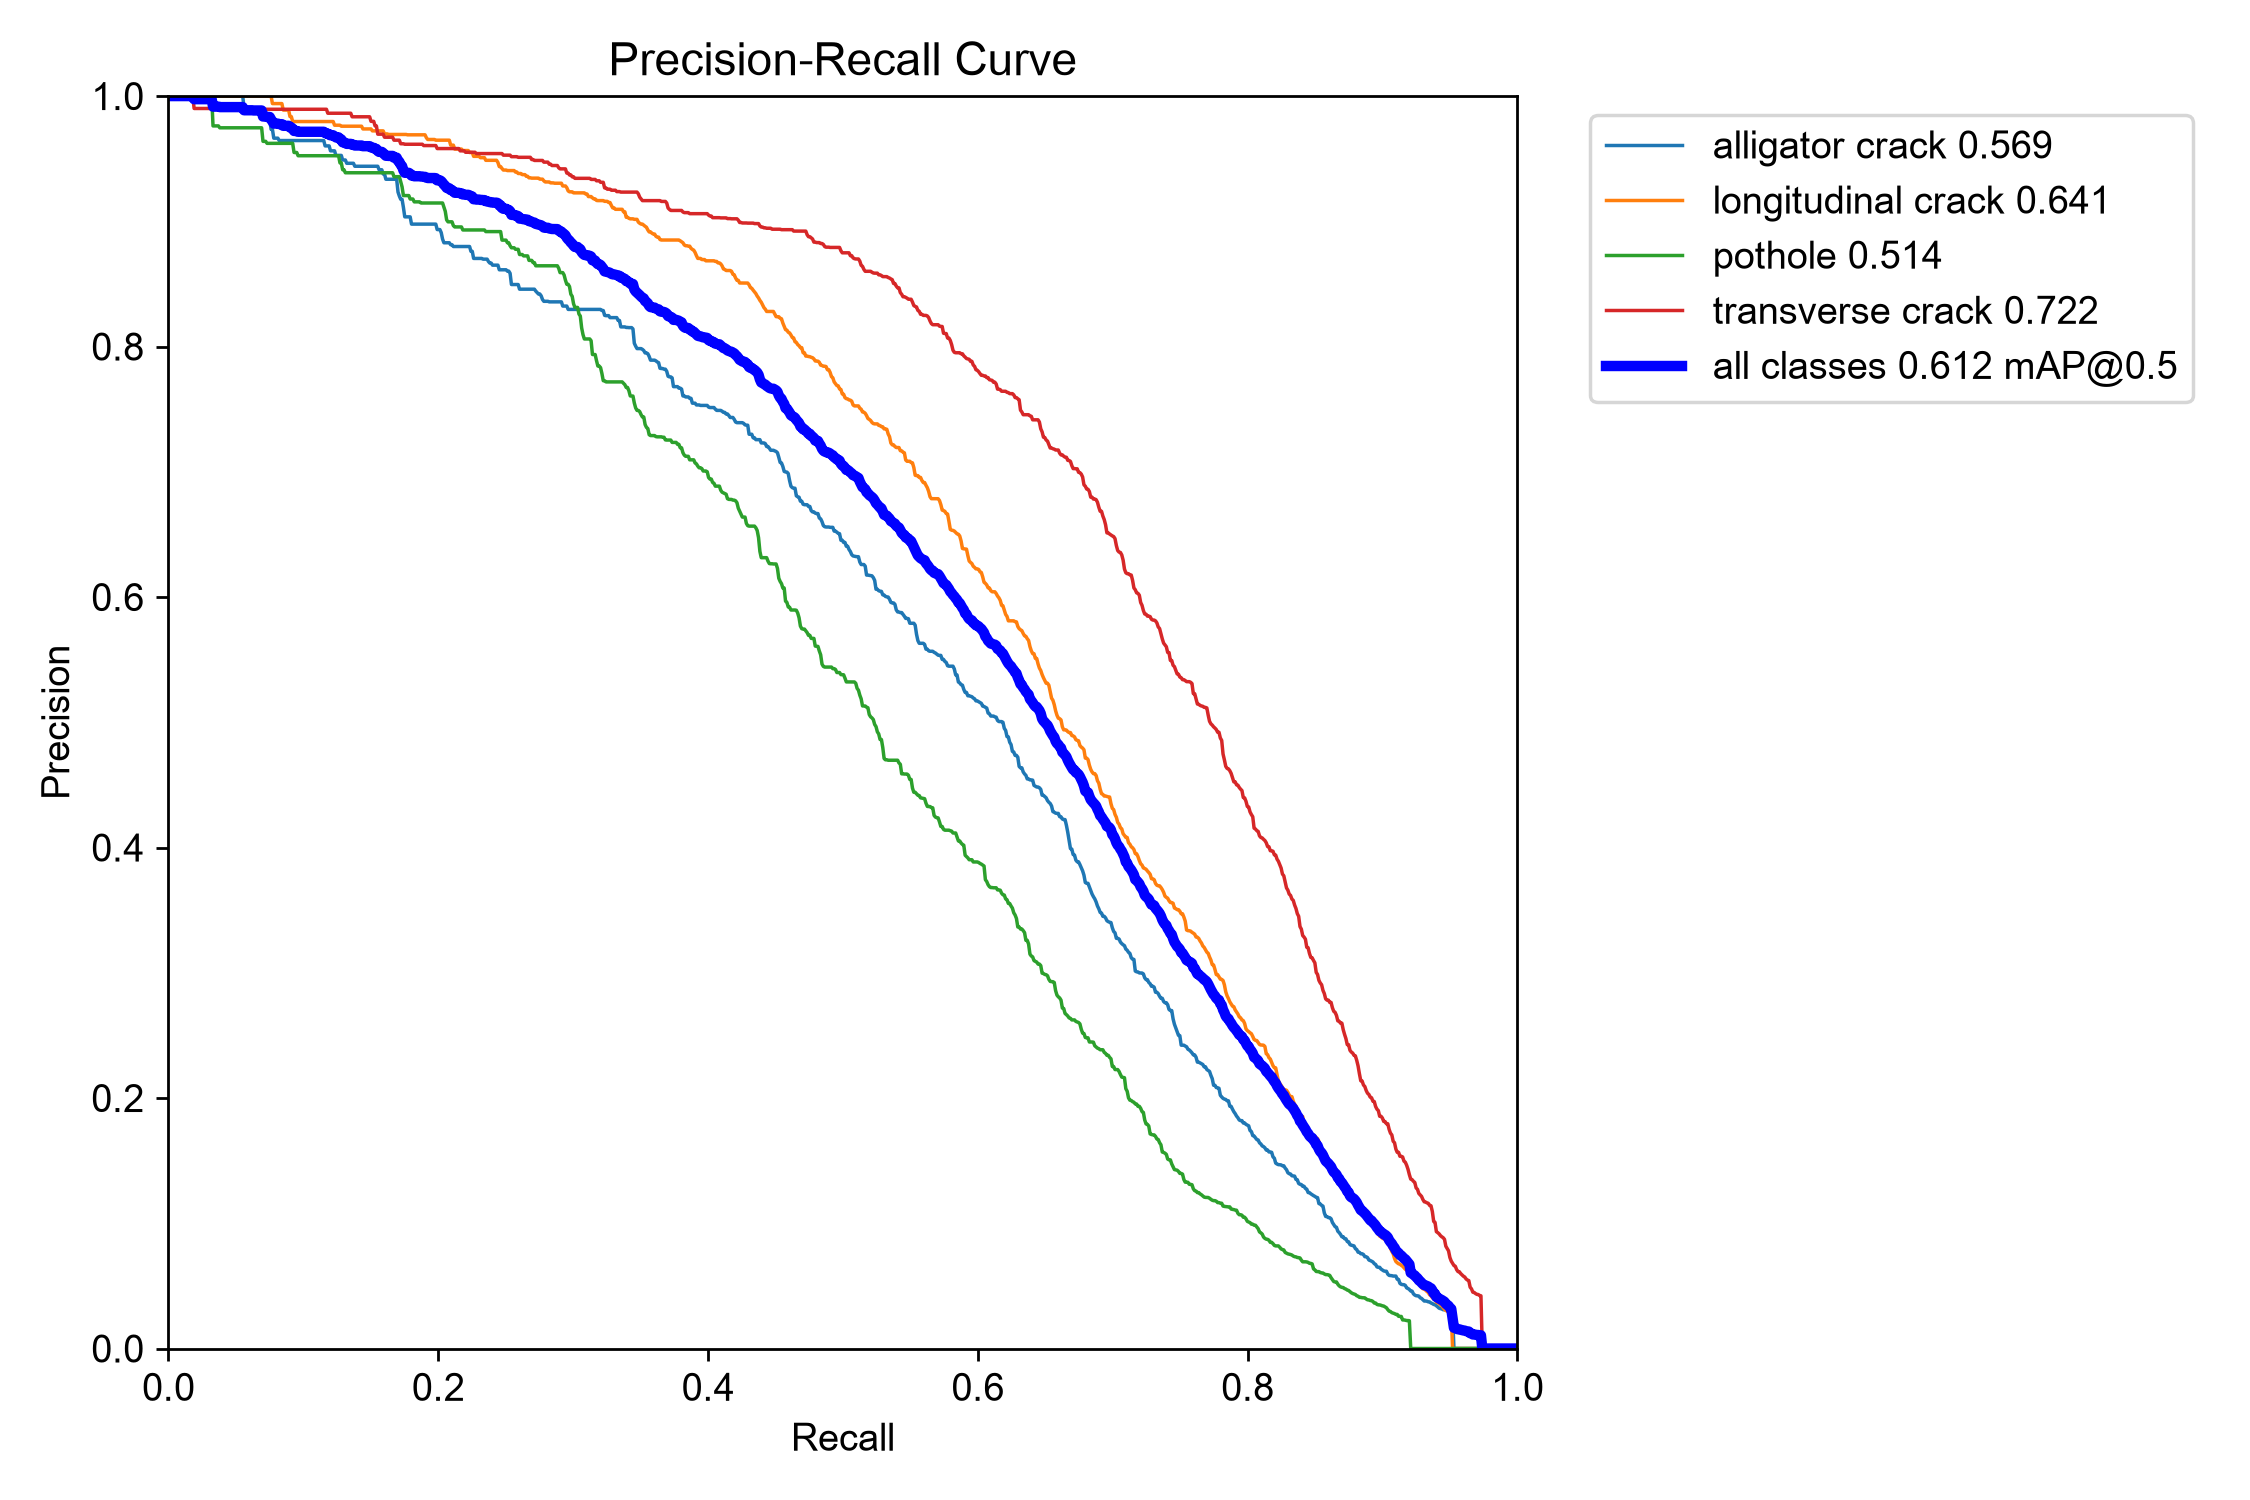 Precision-Recall Curve
1.0
0.8
0.6
0.4
0.2
0.0
Precision
0.0 0.2 0.4 0.6 0.8 1.0
Recall
alligator crack 0.569
longitudinal crack 0.641
pothole 0.514
transverse crack 0.722
all classes 0.612 mAP@0.5